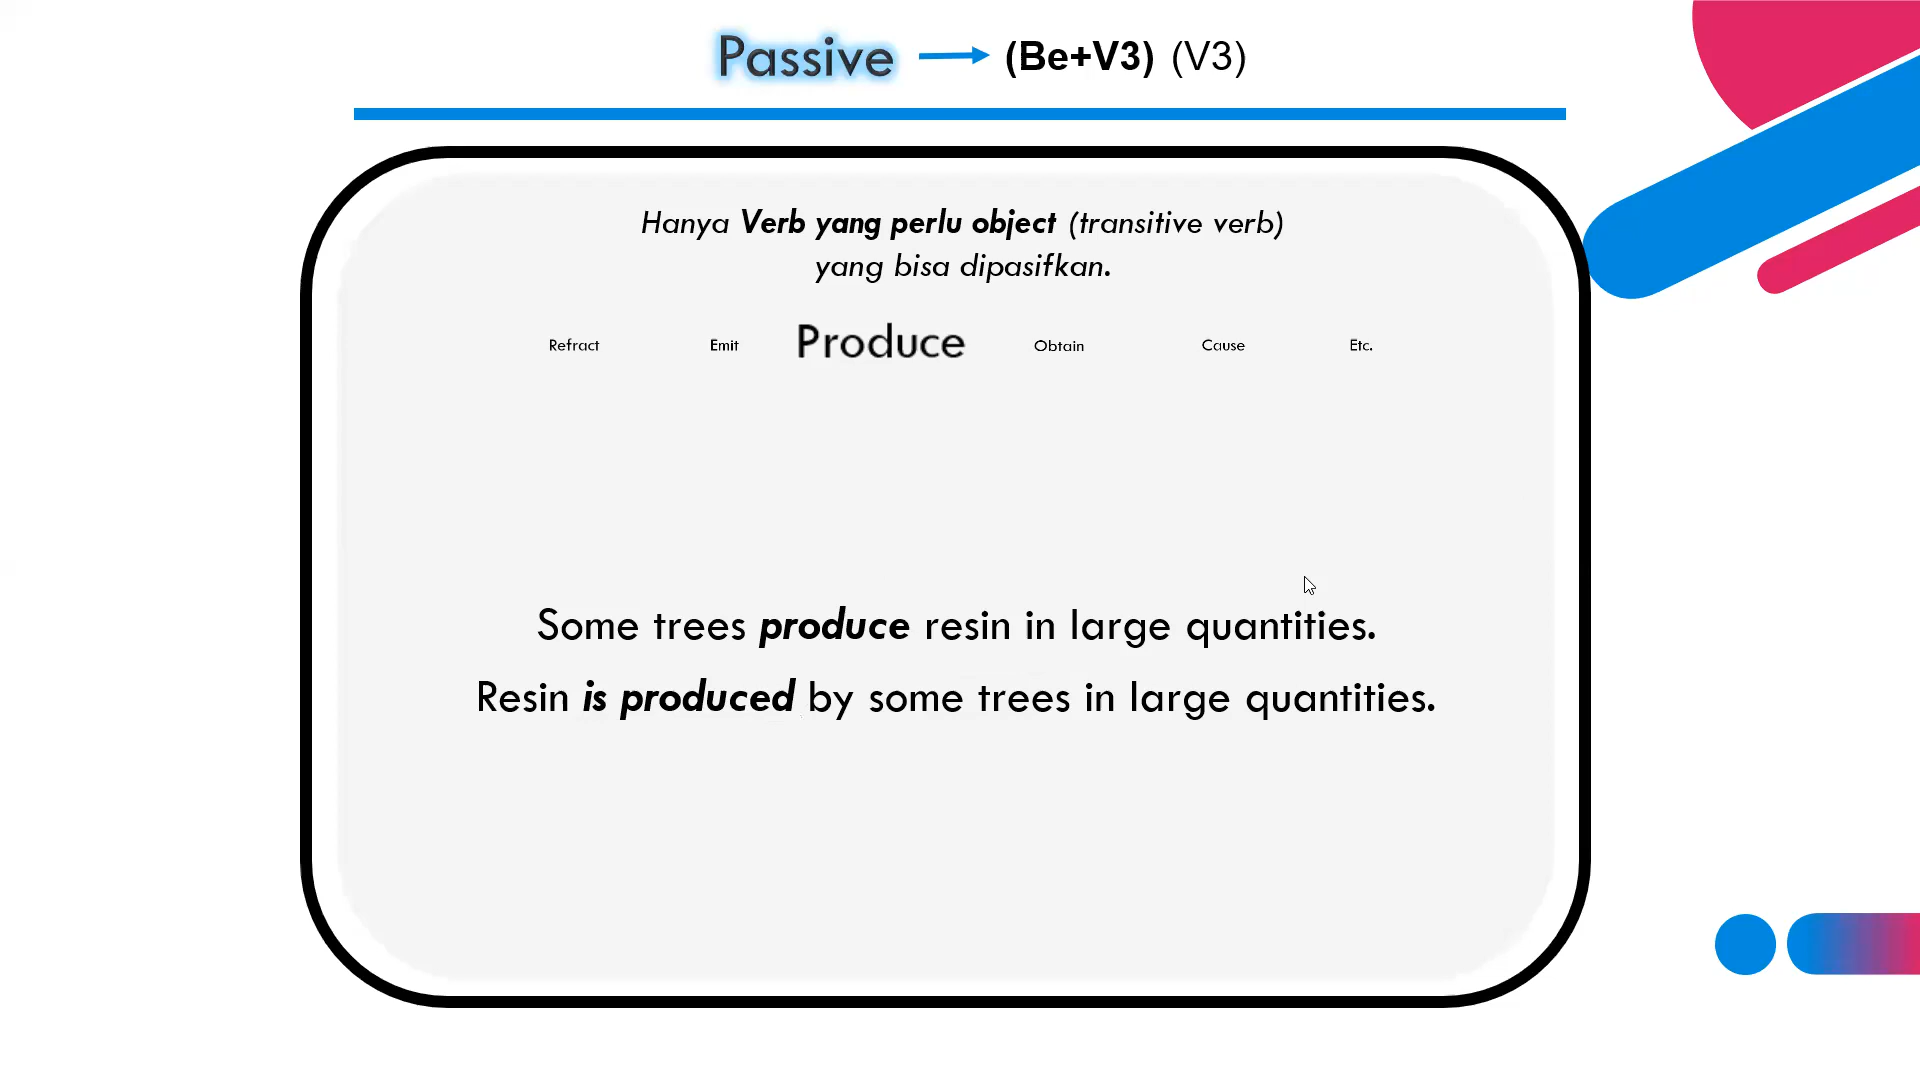 Passive (Be+V3) (V3)
Hanya Verb yang perlu object (transitive verb)
yang bisa dipasifkan.
Refract Emit Produce Obtain Cause Etc.
Some trees produce resin in large quantities.
Resin is produced by some trees in large quantities.